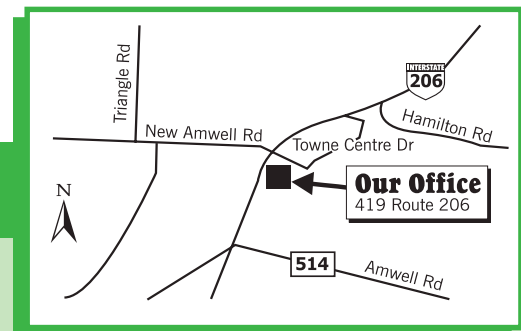 INTERSTATE
206
Triangle Rd
Hamilton Rd
New Amwell Rd
Towne Centre Dr
Our Office
419 Route 206
N
514
Amwell Rd